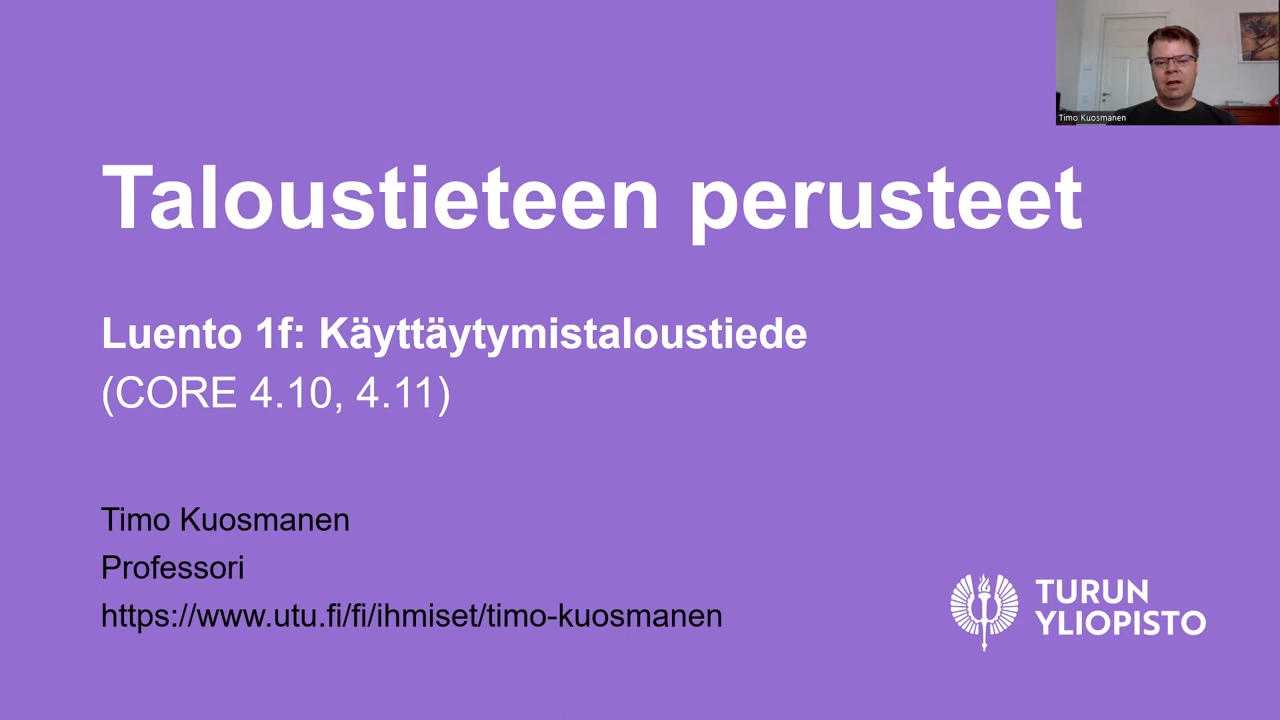 Timo Kuosmanen
Taloustieteen perusteet
Luento 1f: Käyttäytymistaloustiede
(CORE 4.10, 4.11)
Timo Kuosmanen
Professori
https://www.utu.fi/fi/ihmiset/timo-kuosmanen
TURUN
YLIOPISTO